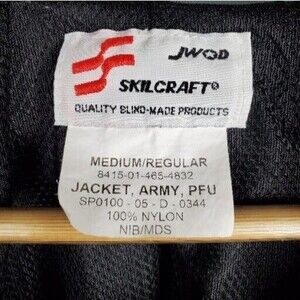 JWOD
SKILCRAFT®
QUALITY BLIND-MADE PRODUCTS
MEDIUM/REGULAR
8415-01-465-4832
JACKET, ARMY, PFU
SP0100 - 05 - D - 0344
100% NYLON
NIB/MDS